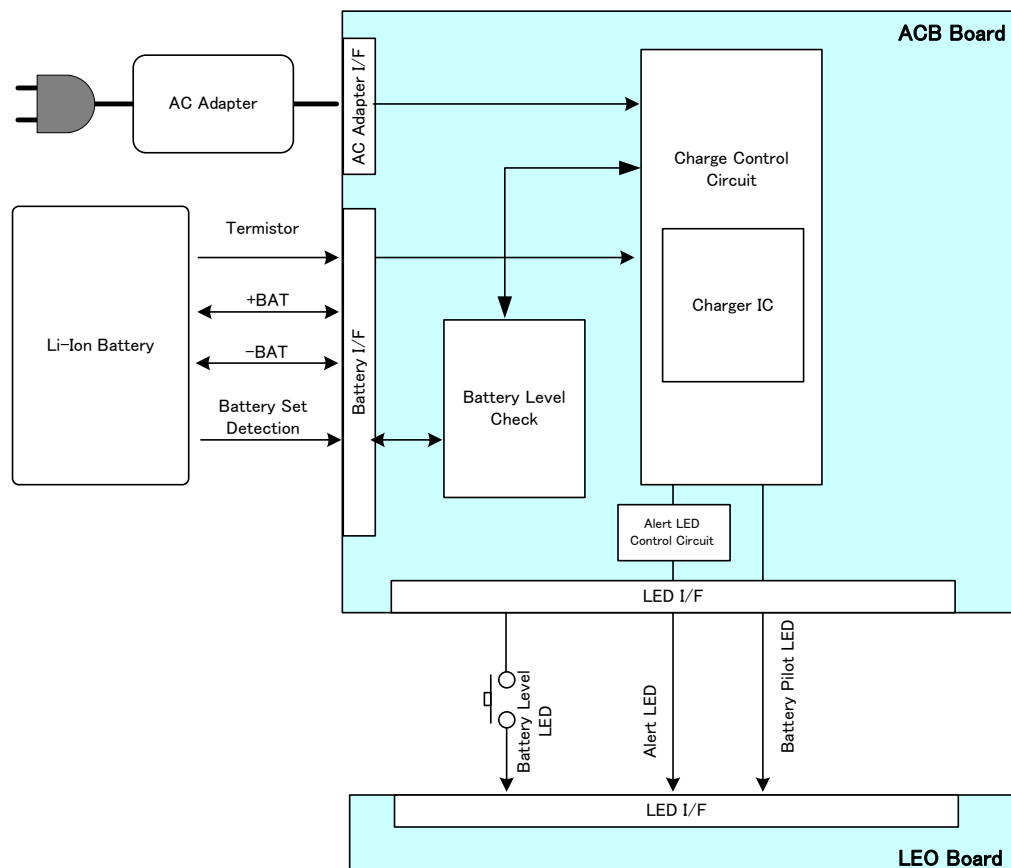 ACB Board
AC Adapter
AC Adapter I/F
Charge Control
Circuit
Termistor
+BAT
Li-Ion Battery
-BAT
Battery I/F
Charger IC
Battery Set
Detection
Battery Level
Check
Alert LED
Control Circuit
LED I/F
Battery Level
LED
Alert LED
Battery Pilot LED
LED I/F
LEO Board